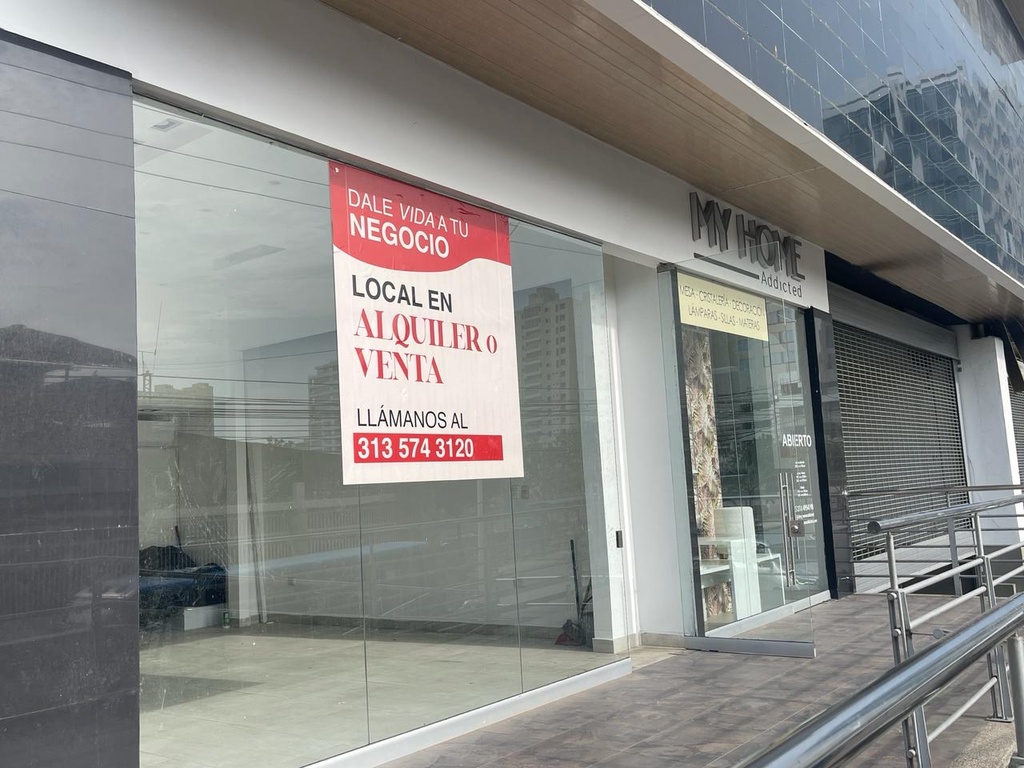 DALE VIDA A TU
NEGOCIO
LOCAL EN
ALQUILER O
VENTA
LLÁMANOS AL
313 574 3120
MY HOME
Addicted
MESA - CRISTALERÍA - DECORACIÓN
LAMPARAS - SILLAS - MATERAS
ABIERTO